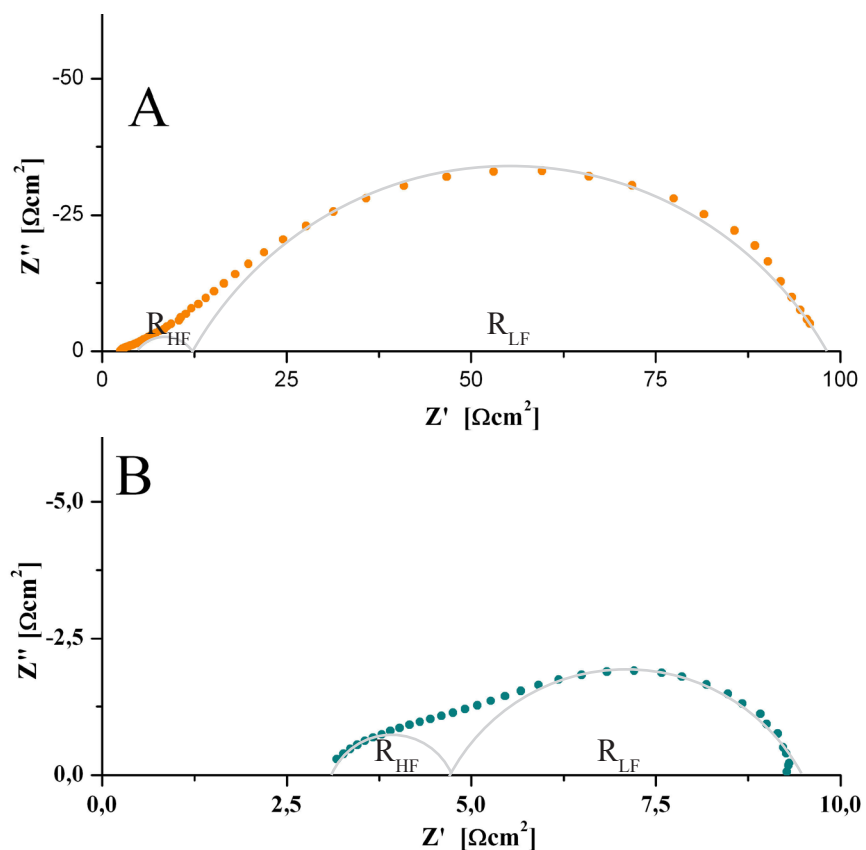 A
-50
-25
0
Z'' [Ωcm²]
R_HF
R_LF
0 25 50 75 100
Z' [Ωcm²]
B
-5,0
-2,5
0,0
Z'' [Ωcm²]
R_HF
R_LF
0,0 2,5 5,0 7,5 10,0
Z' [Ωcm²]